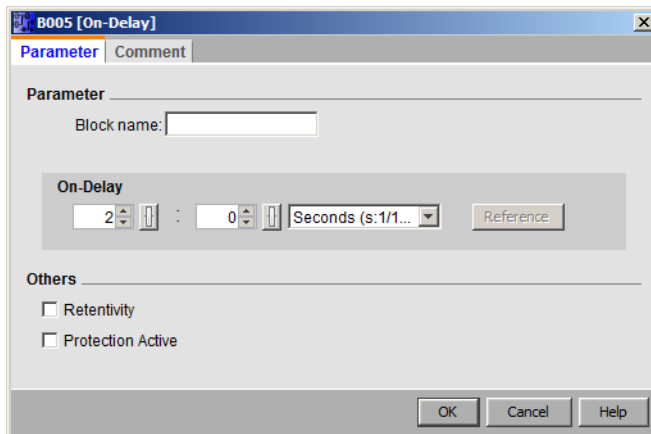 B005 [On-Delay]
Parameter Comment
Parameter
Block name:
On-Delay
2 : 0 Seconds (s:1/1... Reference
Others
Retentivity
Protection Active
OK Cancel Help